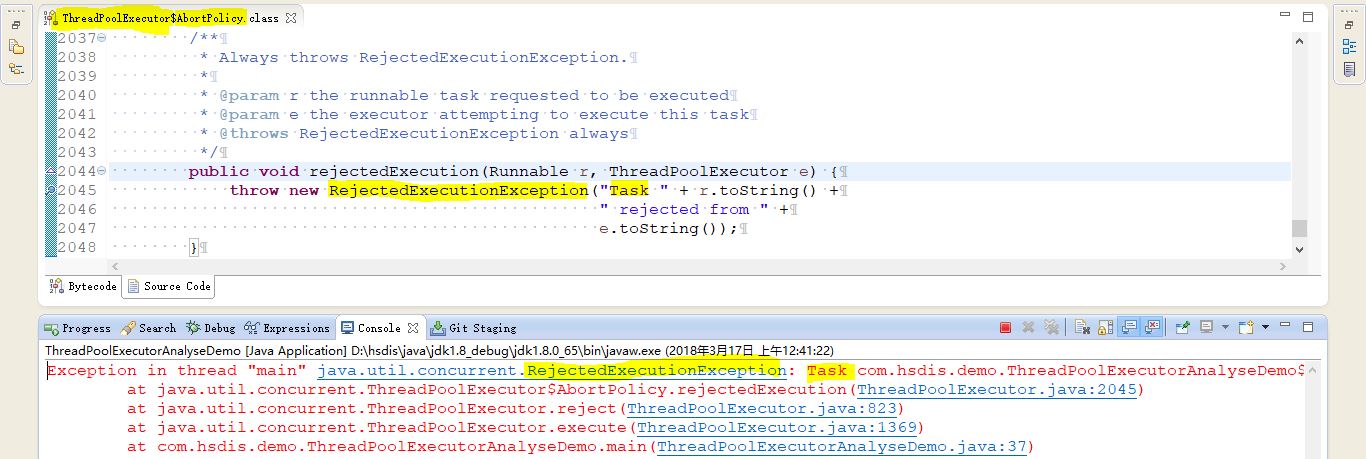 ThreadPoolExecutor$AbortPolicy.class
2037 /**¶
2038 * Always throws RejectedExecutionException.¶
2039 *¶
2040 * @param r the runnable task requested to be executed¶
2041 * @param e the executor attempting to execute this task¶
2042 * @throws RejectedExecutionException always¶
2043 */¶
2044 public void rejectedExecution(Runnable r, ThreadPoolExecutor e) {¶
2045 throw new RejectedExecutionException("Task " + r.toString() +¶
2046 " rejected from " +¶
2047 e.toString());¶
2048 }¶
Bytecode Source Code
Progress Search Debug Expressions Console Git Staging
ThreadPoolExecutorAnalyseDemo [Java Application] D:\hsdis\java\jdk1.8_debug\jdk1.8.0_65\bin\javaw.exe (2018年3月17日 上午12:41:22)
Exception in thread "main" java.util.concurrent.RejectedExecutionException: Task com.hsdis.demo.ThreadPoolExecutorAnalyseDemo$
at java.util.concurrent.ThreadPoolExecutor$AbortPolicy.rejectedExecution(ThreadPoolExecutor.java:2045)
at java.util.concurrent.ThreadPoolExecutor.reject(ThreadPoolExecutor.java:823)
at java.util.concurrent.ThreadPoolExecutor.execute(ThreadPoolExecutor.java:1369)
at com.hsdis.demo.ThreadPoolExecutorAnalyseDemo.main(ThreadPoolExecutorAnalyseDemo.java:37)